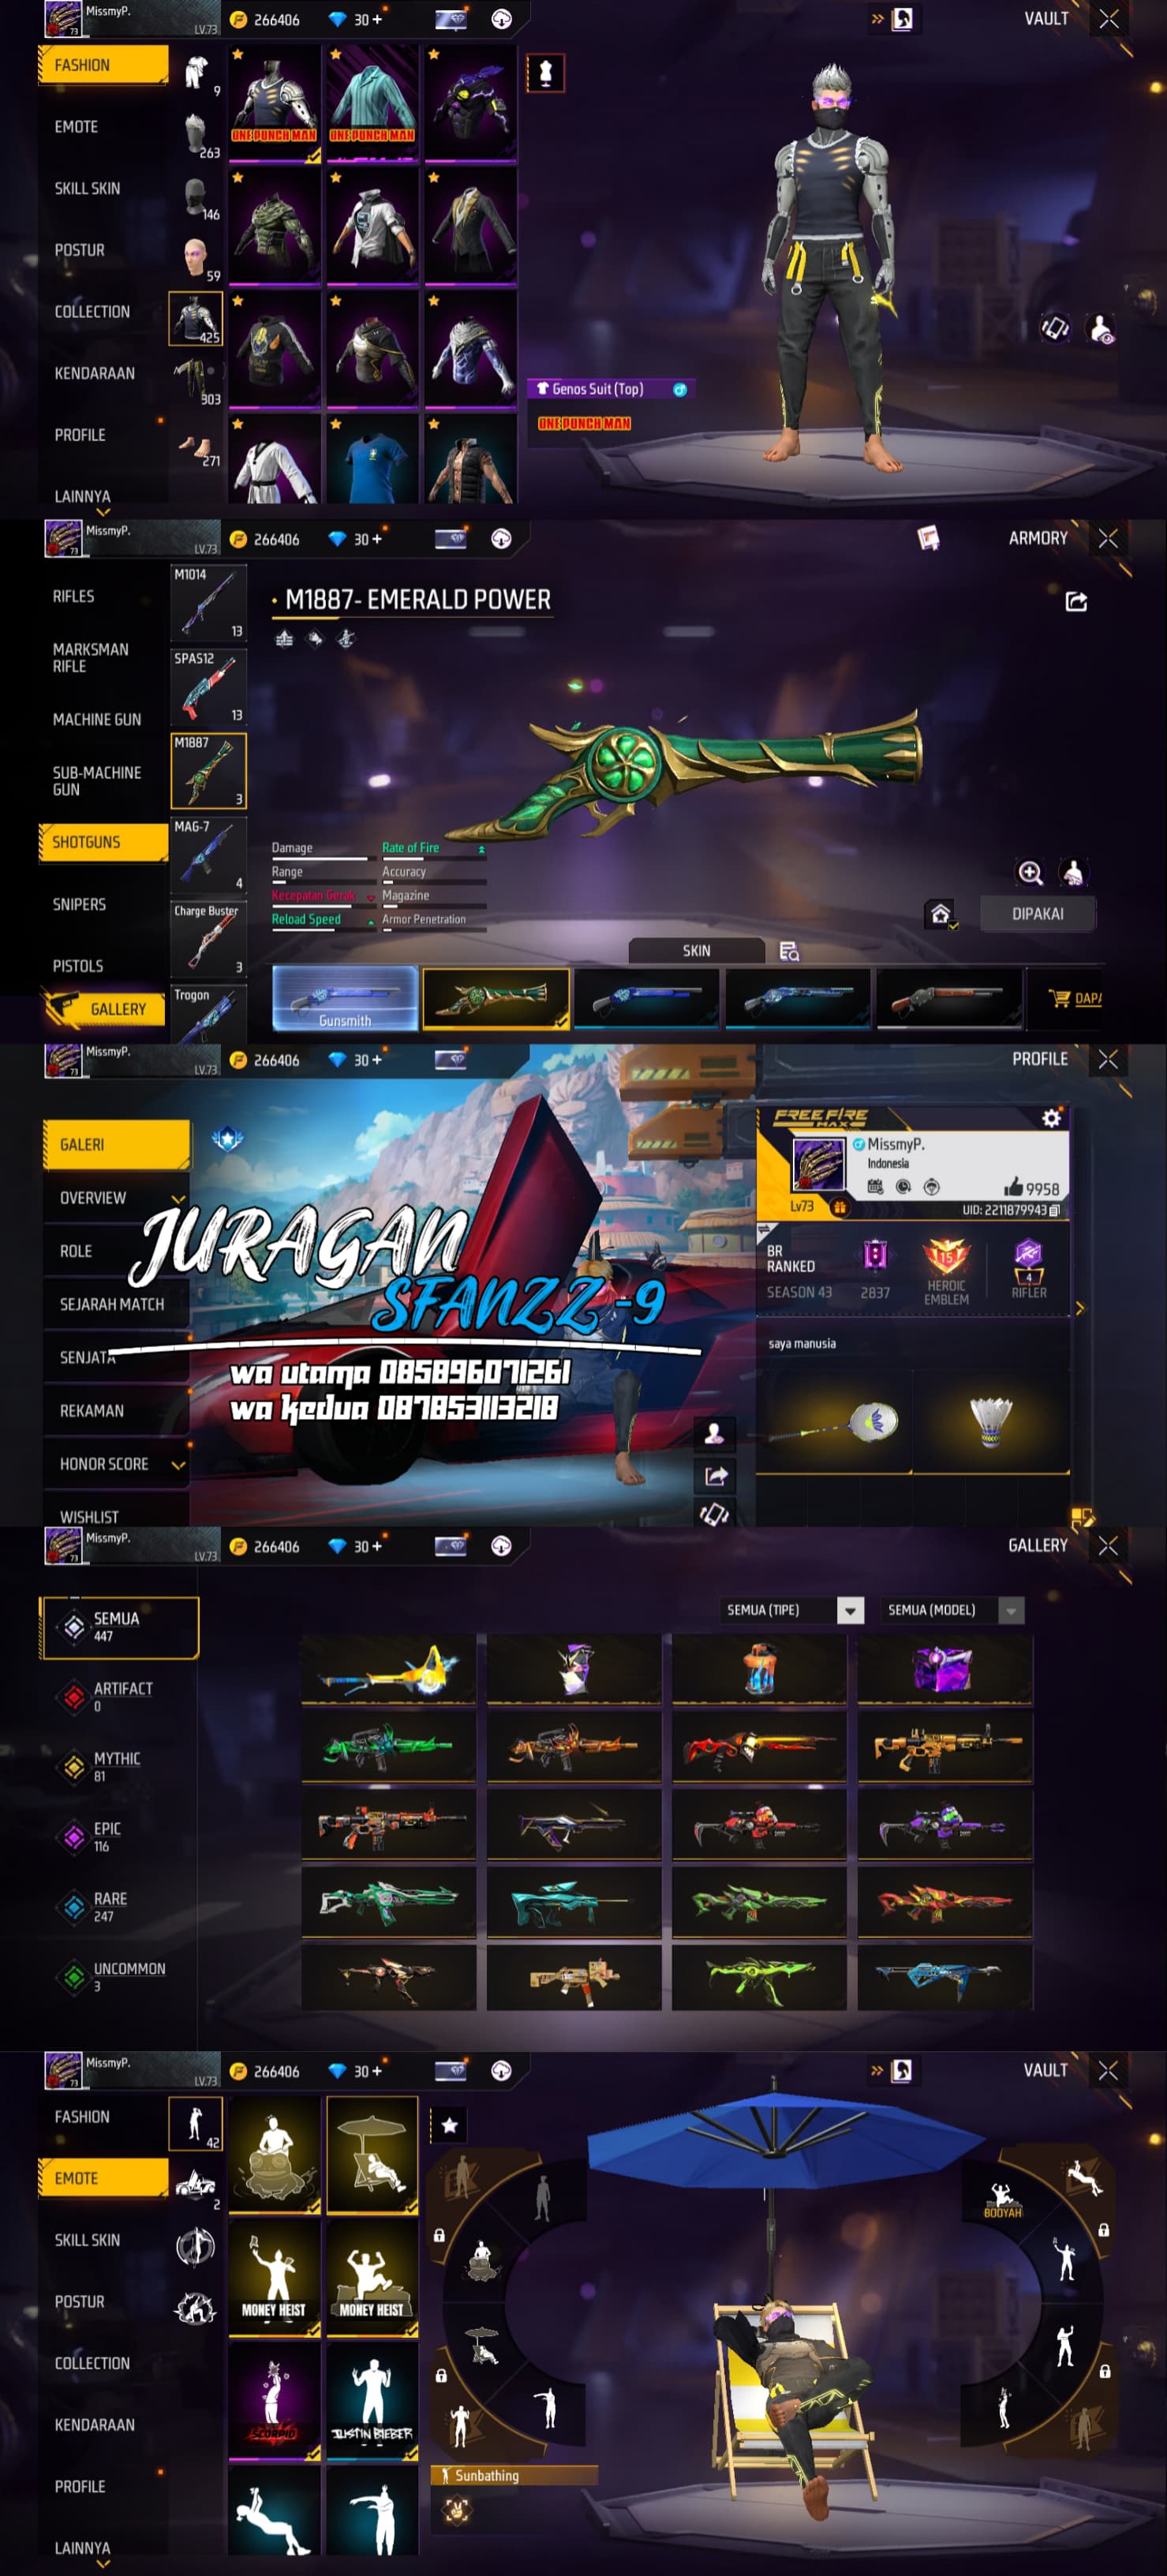 MissmyP.
73
LV.73
266406
30 +
VAULT
FASHION
EMOTE
SKILL SKIN
POSTUR
COLLECTION
KENDARAAN
PROFILE
LAINNYA
9
263
146
59
425
303
271
ONE PUNCH MAN
ONE PUNCH MAN
Genos Suit (Top)
ONE PUNCH MAN
MissmyP.
73
LV.73
266406
30 +
ARMORY
RIFLES
MARKSMAN
RIFLE
MACHINE GUN
SUB-MACHINE
GUN
SHOTGUNS
SNIPERS
PISTOLS
GALLERY
M1014
13
SPAS12
13
M1887
3
MAG-7
4
Charge Buster
3
Trogon
M1887- EMERALD POWER
Damage
Rate of Fire
Range
Accuracy
Kecepatan Gerak
Magazine
Reload Speed
Armor Penetration
DIPAKAI
SKIN
Gunsmith
DAPA
MissmyP.
73
LV.73
266406
30 +
PROFILE
GALERI
OVERVIEW
ROLE
SEJARAH MATCH
SENJATA
REKAMAN
HONOR SCORE
WISHLIST
JURAGAN
SFANZZ-9
wa utama 085896071261
wa kedua 087853113218
FREE FIRE
MAX
MissmyP.
Indonesia
9958
Lv73
UID: 2211879943
BR
RANKED
SEASON 43
2837
15
HEROIC
EMBLEM
4
RIFLER
saya manusia
MissmyP.
73
LV.73
266406
30 +
GALLERY
SEMUA
447
ARTIFACT
0
MYTHIC
81
EPIC
116
RARE
247
UNCOMMON
3
SEMUA (TIPE)
SEMUA (MODEL)
MissmyP.
73
LV.73
266406
30 +
VAULT
FASHION
EMOTE
SKILL SKIN
POSTUR
COLLECTION
KENDARAAN
PROFILE
LAINNYA
42
2
MONEY HEIST
MONEY HEIST
SCORPIO
JUSTIN BIEBER
BOOYAH
Sunbathing